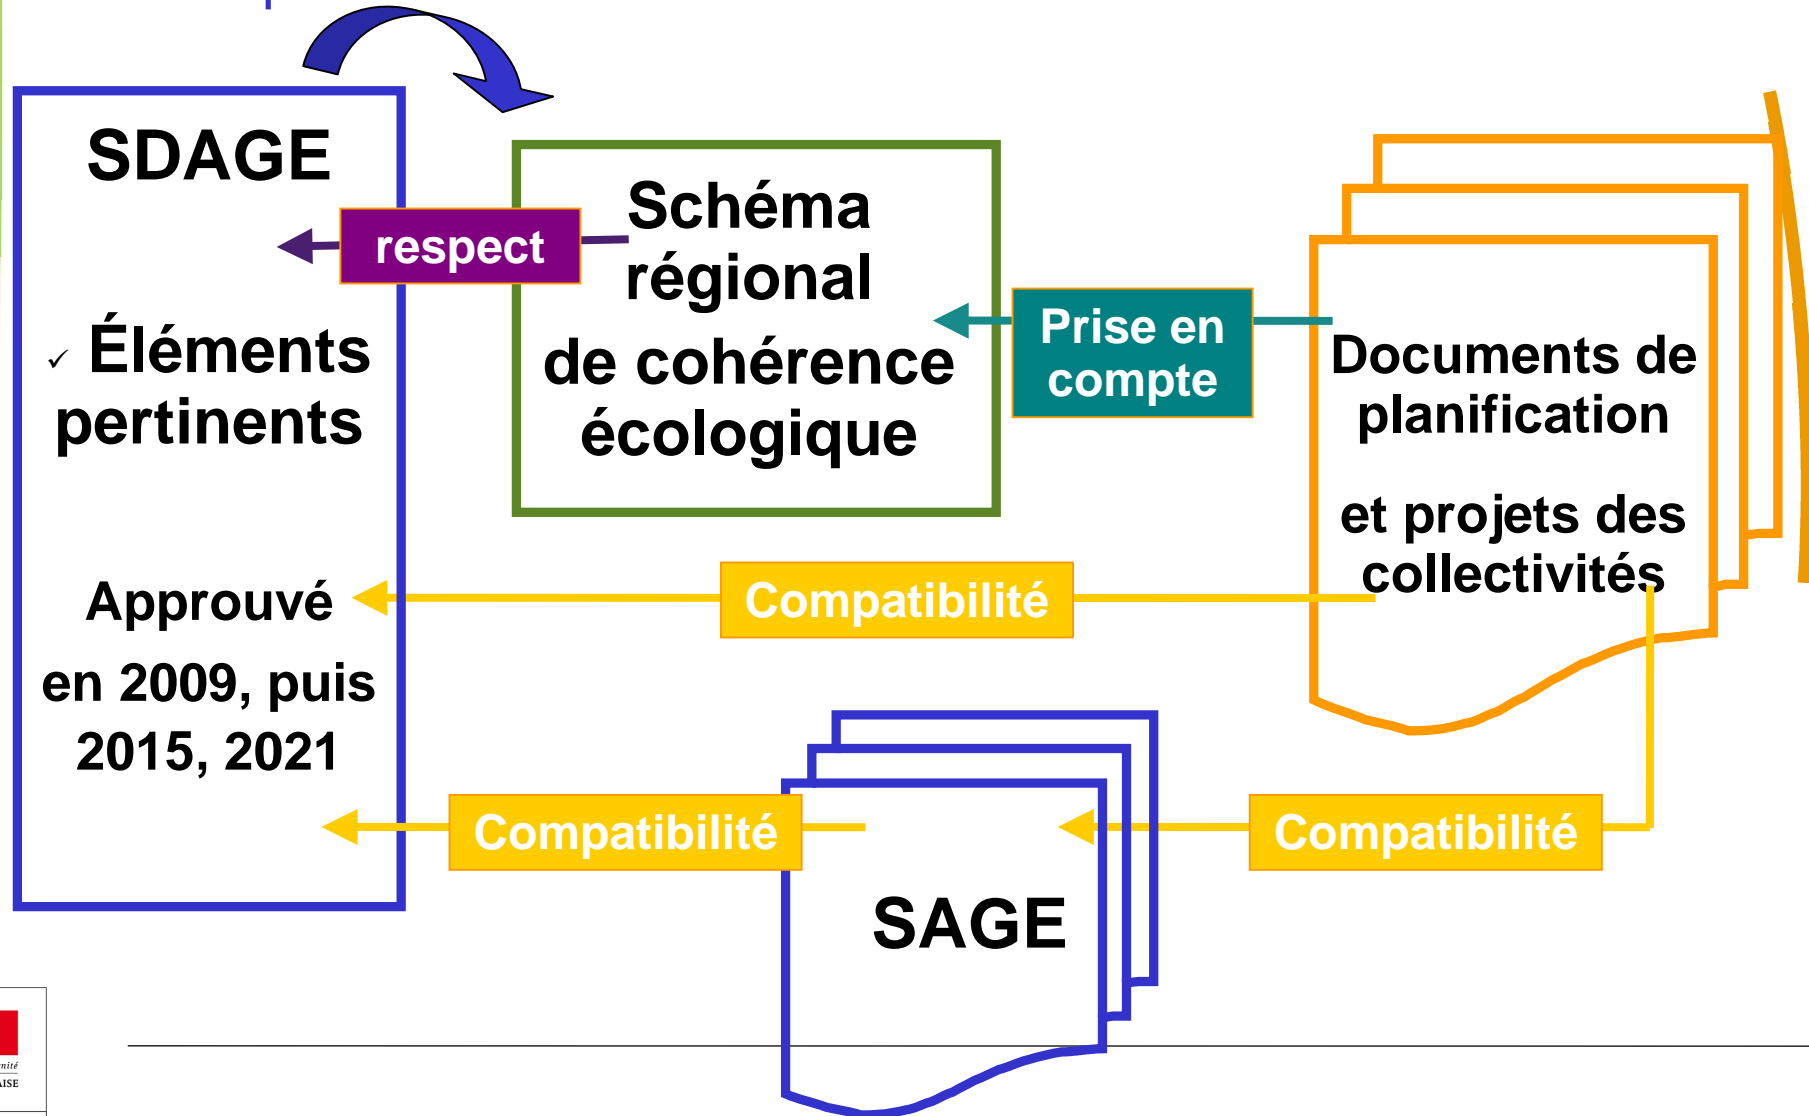 SDAGE
✓ Éléments
pertinents
Approuvé
en 2009, puis
2015, 2021
respect
Schéma
régional
de cohérence
écologique
Prise en
compte
Documents de
planification
et projets des
collectivités
Compatibilité
Compatibilité
Compatibilité
SAGE